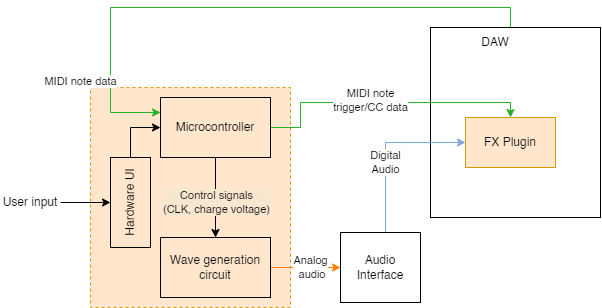 DAW
MIDI note data
MIDI note
trigger/CC data
Microcontroller
FX Plugin
Digital
Audio
Hardware UI
User input
Control signals
(CLK, charge voltage)
Wave generation
circuit
Analog
audio
Audio
Interface